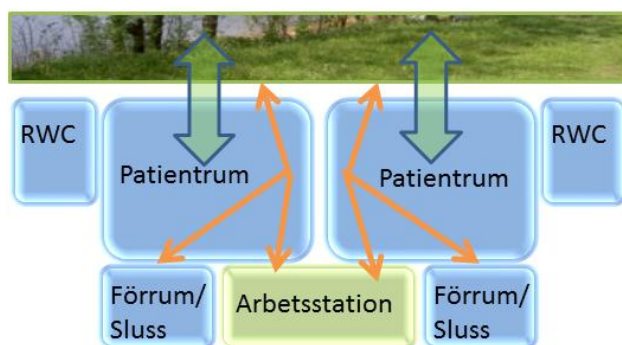 RWC
Patientrum
Patientrum
RWC
Förrum/
Sluss
Arbetsstation
Förrum/
Sluss